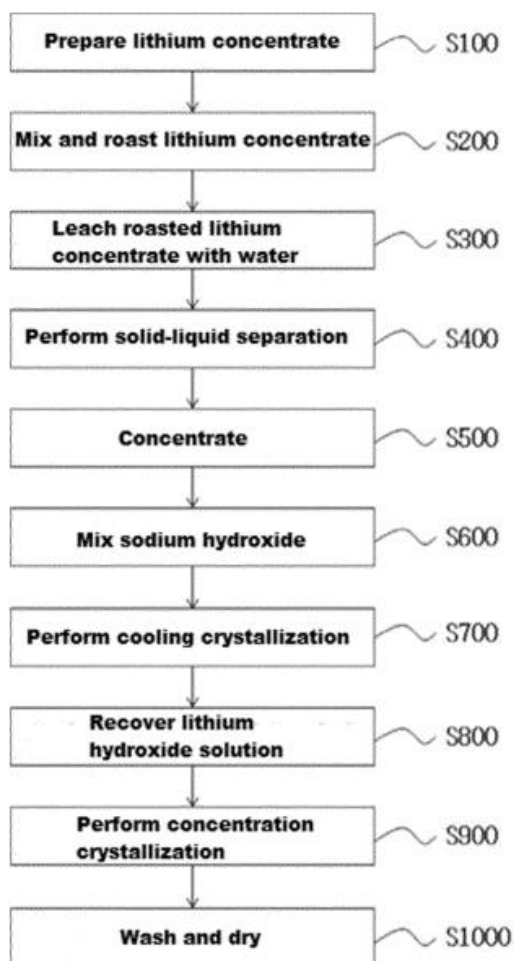 Prepare lithium concentrate
S100
Mix and roast lithium concentrate
S200
Leach roasted lithium
concentrate with water
S300
Perform solid-liquid separation
S400
Concentrate
S500
Mix sodium hydroxide
S600
Perform cooling crystallization
S700
Recover lithium
hydroxide solution
S800
Perform concentration
crystallization
S900
Wash and dry
S1000